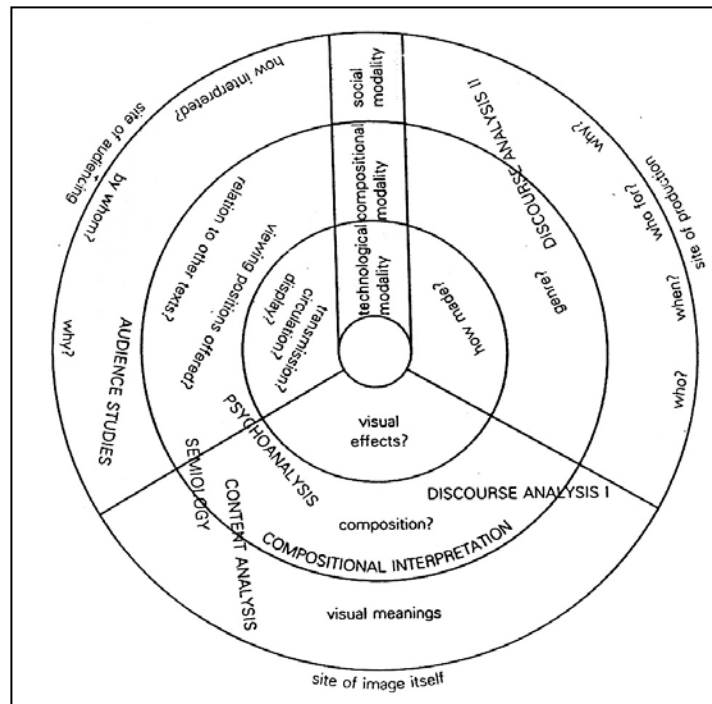 social
modality
compositional
modality
technological
modality
site of audiencing
how interpreted?
by whom?
why?
AUDIENCE STUDIES
relation to other texts?
viewing positions offered?
transmission?
circulation?
display?
site of production
DISCOURSE ANALYSIS II
why?
who for?
when?
who?
genre?
how made?
visual
effects?
PSYCHOANALYSIS
SEMIOLOGY
CONTENT ANALYSIS
DISCOURSE ANALYSIS I
composition?
COMPOSITIONAL INTERPRETATION
visual meanings
site of image itself